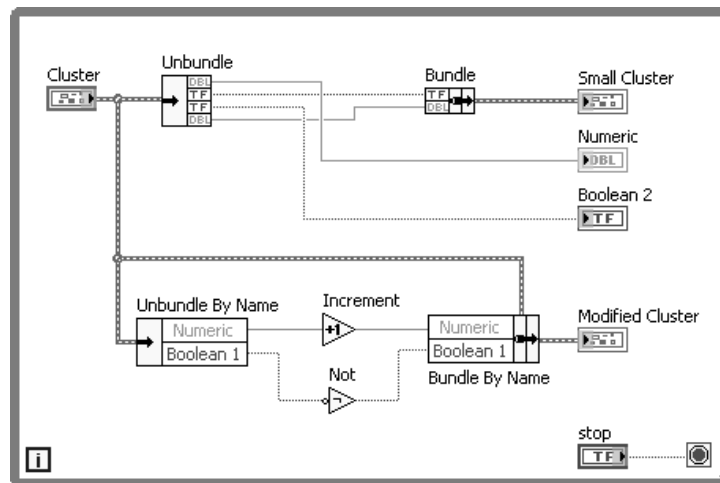 Cluster
Unbundle
DBL
TF
TF
DBL
Bundle
TF
DBL
Small Cluster
Numeric
DBL
Boolean 2
TF
Unbundle By Name
Numeric
Boolean 1
Increment
+1
Not
Numeric
Boolean 1
Bundle By Name
Modified Cluster
stop
TF
i